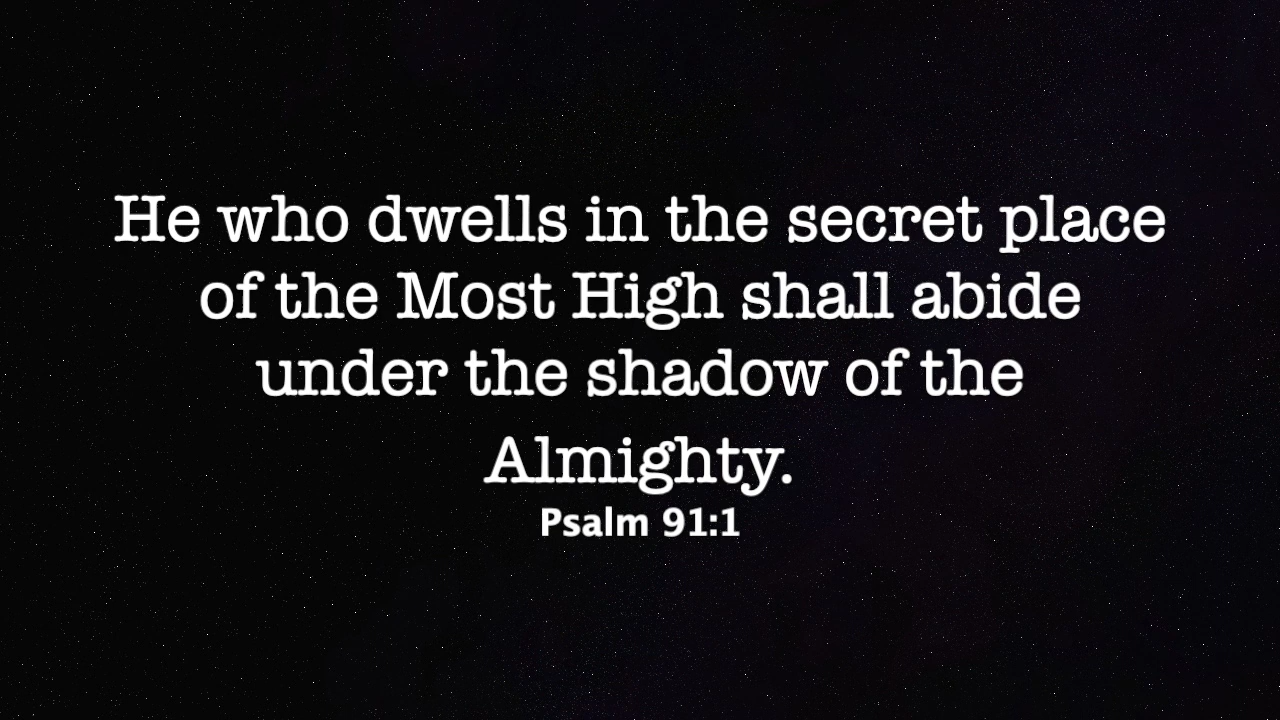 He who dwells in the secret place
of the Most High shall abide
under the shadow of the
Almighty.
Psalm 91:1